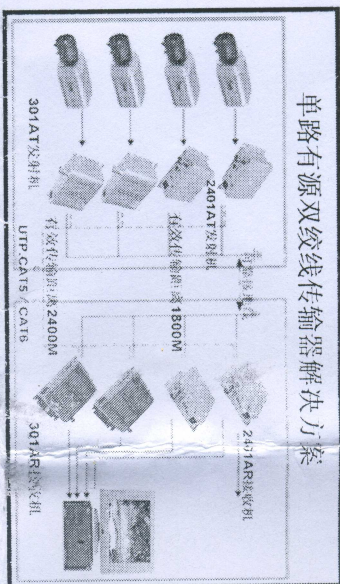 单路有源双绞线传输器解决方案
2401AT发射机
301AT发射机
有效传输距离1800M
有效传输距离2400M
UTP.CAT5 / CAT6
2401AR接收机
301AR接收机